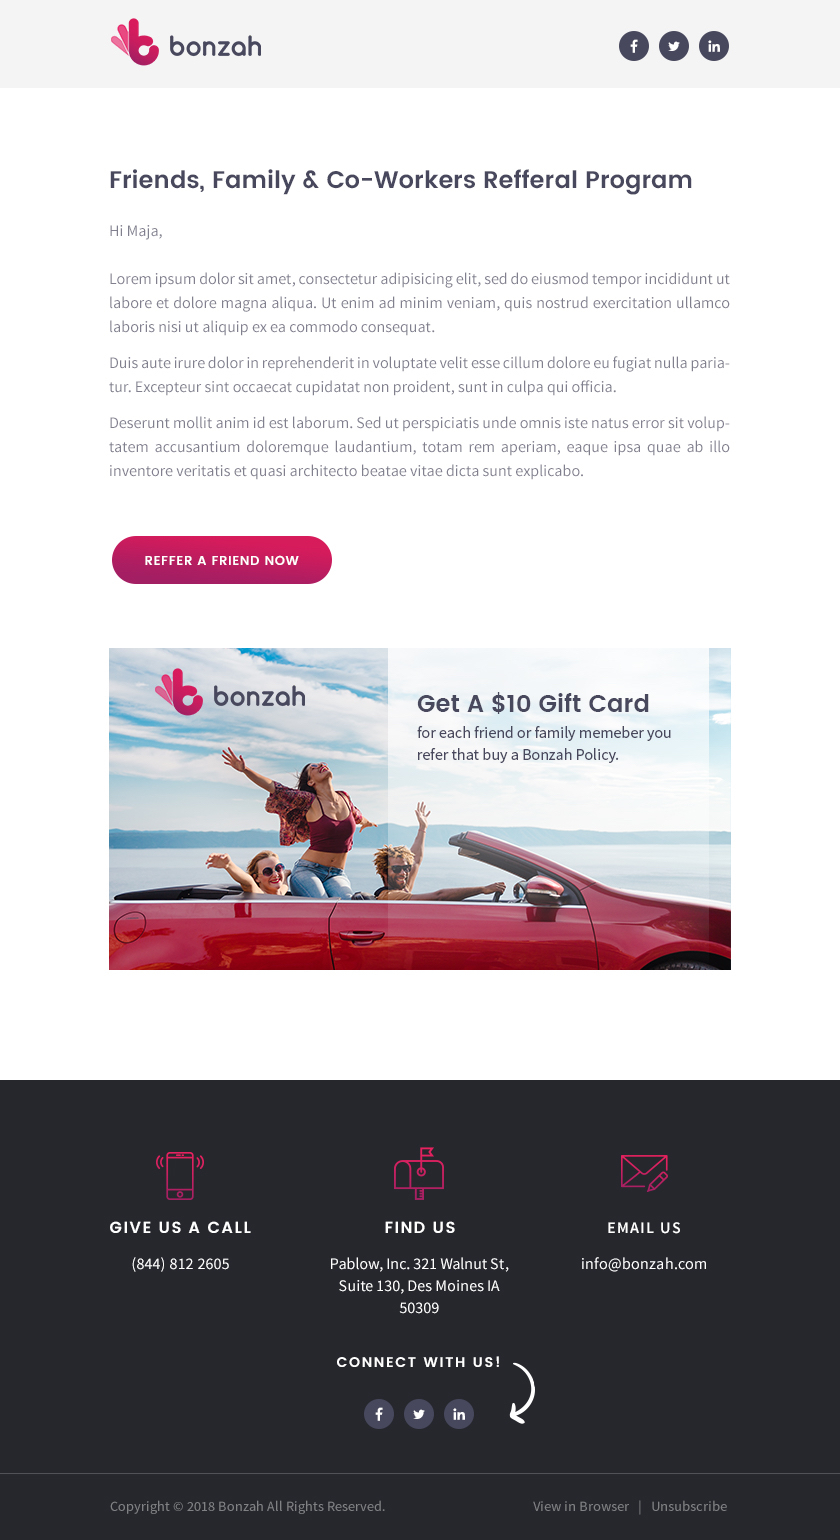 bonzah
Friends, Family & Co-Workers Refferal Program
Hi Maja,
Lorem ipsum dolor sit amet, consectetur adipisicing elit, sed do eiusmod tempor incididunt ut
labore et dolore magna aliqua. Ut enim ad minim veniam, quis nostrud exercitation ullamco
laboris nisi ut aliquip ex ea commodo consequat.
Duis aute irure dolor in reprehenderit in voluptate velit esse cillum dolore eu fugiat nulla paria-
tur. Excepteur sint occaecat cupidatat non proident, sunt in culpa qui officia.
Deserunt mollit anim id est laborum. Sed ut perspiciatis unde omnis iste natus error sit volup-
tatem accusantium doloremque laudantium, totam rem aperiam, eaque ipsa quae ab illo
inventore veritatis et quasi architecto beatae vitae dicta sunt explicabo.
REFFER A FRIEND NOW
bonzah
Get A $10 Gift Card
for each friend or family memeber you
refer that buy a Bonzah Policy.
GIVE US A CALL
(844) 812 2605
FIND US
Pablow, Inc. 321 Walnut St,
Suite 130, Des Moines IA
50309
EMAIL US
info@bonzah.com
CONNECT WITH US!
Copyright © 2018 Bonzah All Rights Reserved.
View in Browser | Unsubscribe